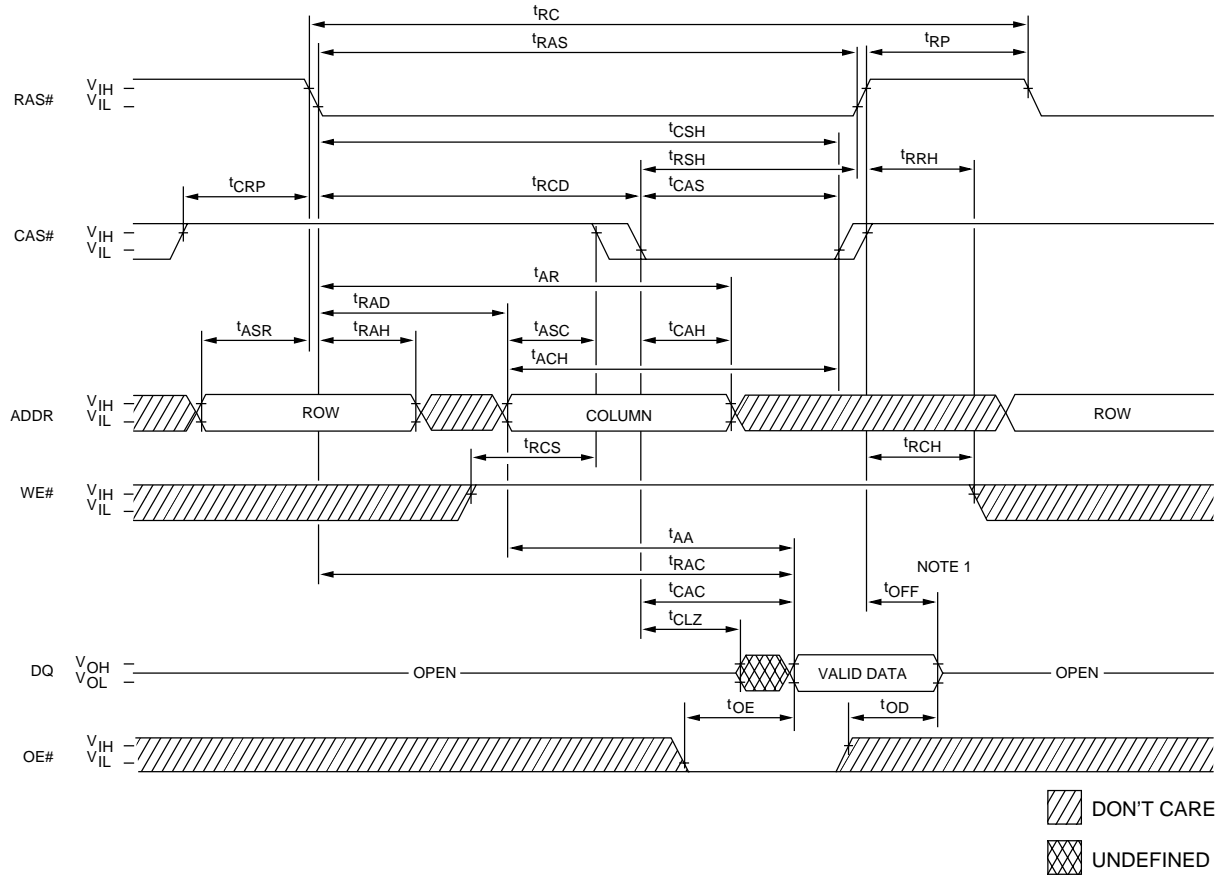 tRC
tRAS
tRP
RAS#
VIH
VIL
tCSH
tRSH
tRRH
tCRP
tRCD
tCAS
CAS#
VIH
VIL
tAR
tRAD
tASR
tRAH
tASC
tCAH
tACH
ADDR
VIH
VIL
ROW
COLUMN
ROW
tRCS
tRCH
WE#
VIH
VIL
tAA
tRAC
NOTE 1
tCAC
tOFF
tCLZ
DQ
VOH
VOL
OPEN
VALID DATA
OPEN
tOE
tOD
OE#
VIH
VIL
DON'T CARE
UNDEFINED